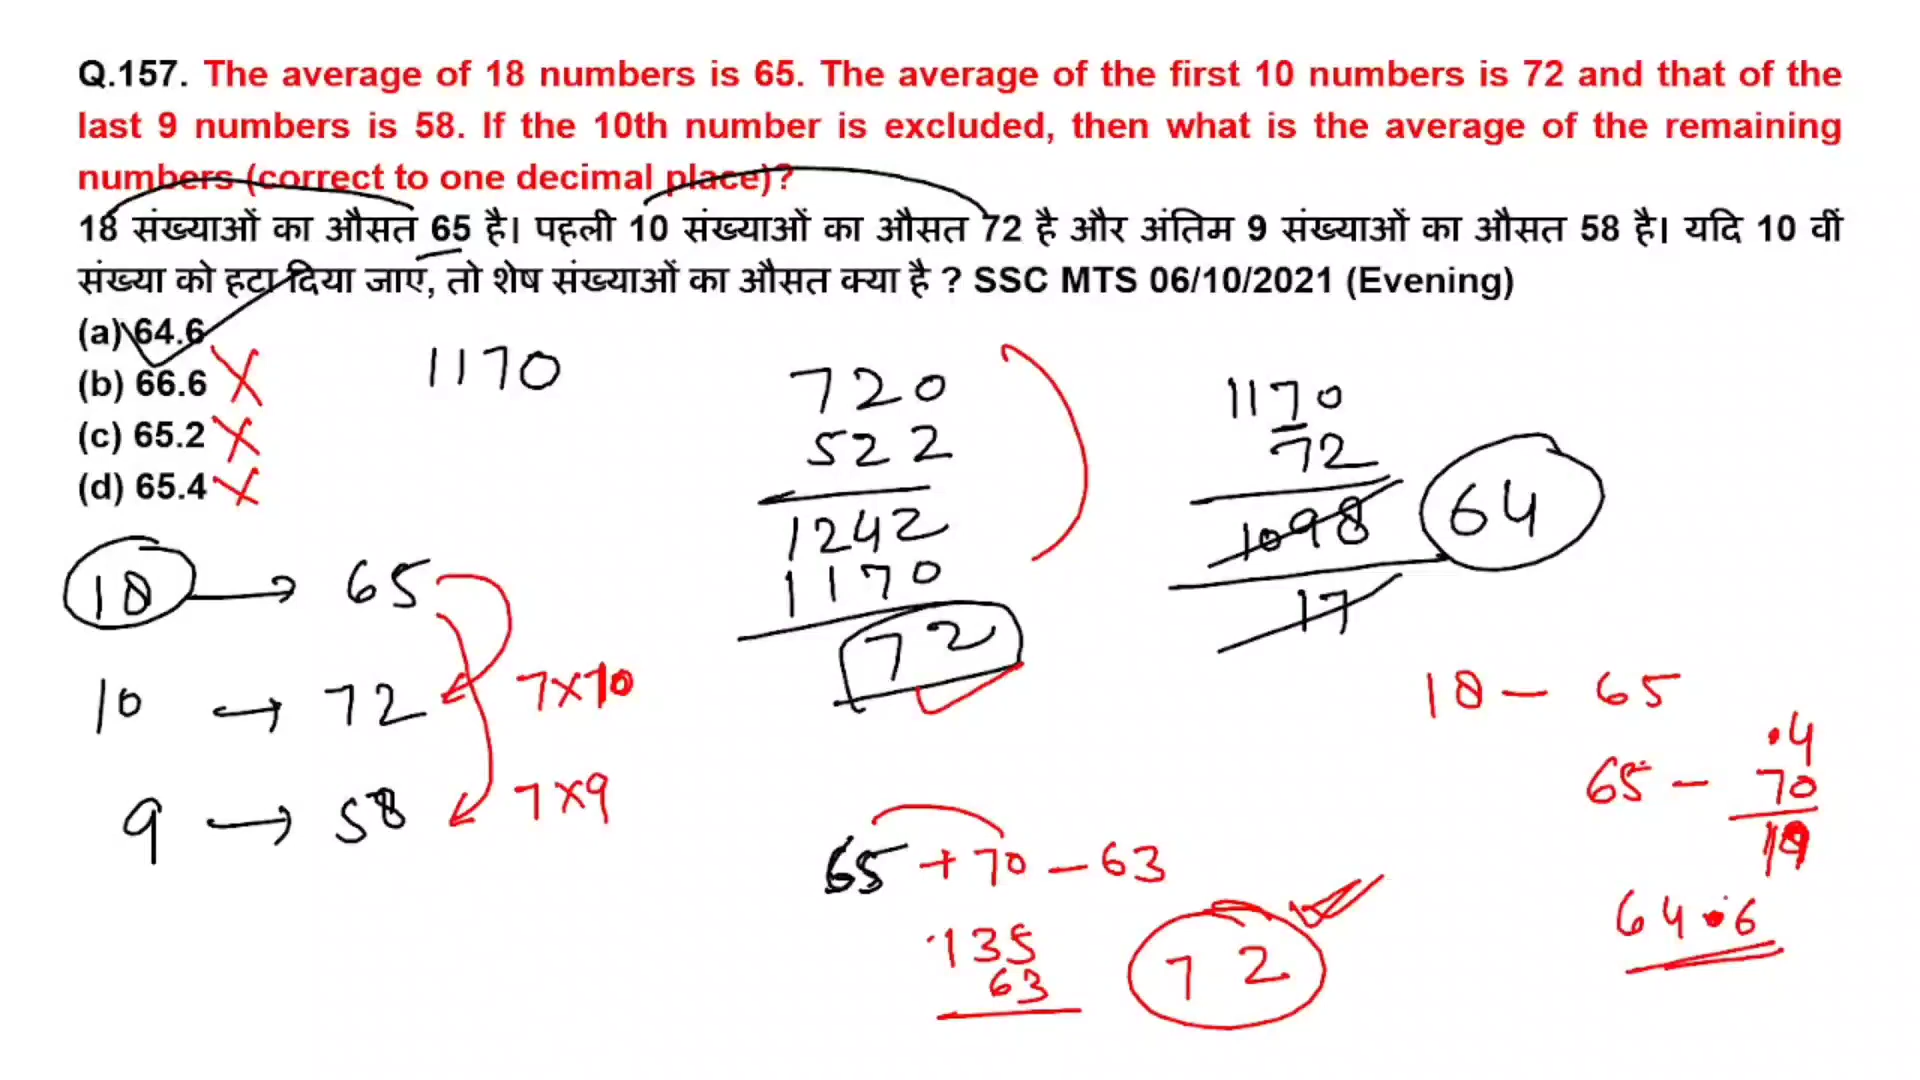 Q.157. The average of 18 numbers is 65. The average of the first 10 numbers is 72 and that of the
last 9 numbers is 58. If the 10th number is excluded, then what is the average of the remaining
numbers (correct to one decimal place)?
18 संख्याओं का औसत 65 है। पहली 10 संख्याओं का औसत 72 है और अंतिम 9 संख्याओं का औसत 58 है। यदि 10 वीं
संख्या को हटा दिया जाए, तो शेष संख्याओं का औसत क्या है ? SSC MTS 06/10/2021 (Evening)
(a) 64.6
(b) 66.6
(c) 65.2
(d) 65.4
1170
720
522
1242
1170
72
1170
72
1098
17
64
18 → 65
10 → 72 7×10
9 → 58 7×9
65 + 70 - 63
135
63
72
18 - 65
.4
65 - 70
64.6